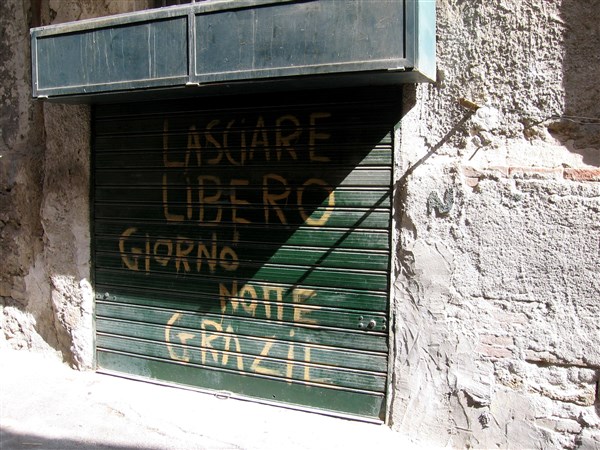 LASCiARE
LiBERO
GIORNO
NOTTE
GRAZIE